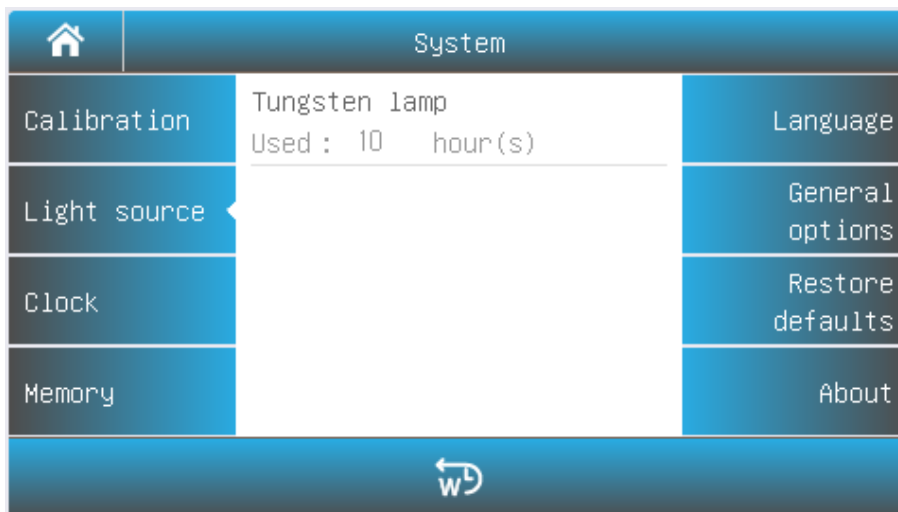 System
Calibration
Light source
Clock
Memory
Tungsten lamp
Used : 10 hour(s)
Language
General
options
Restore
defaults
About
W